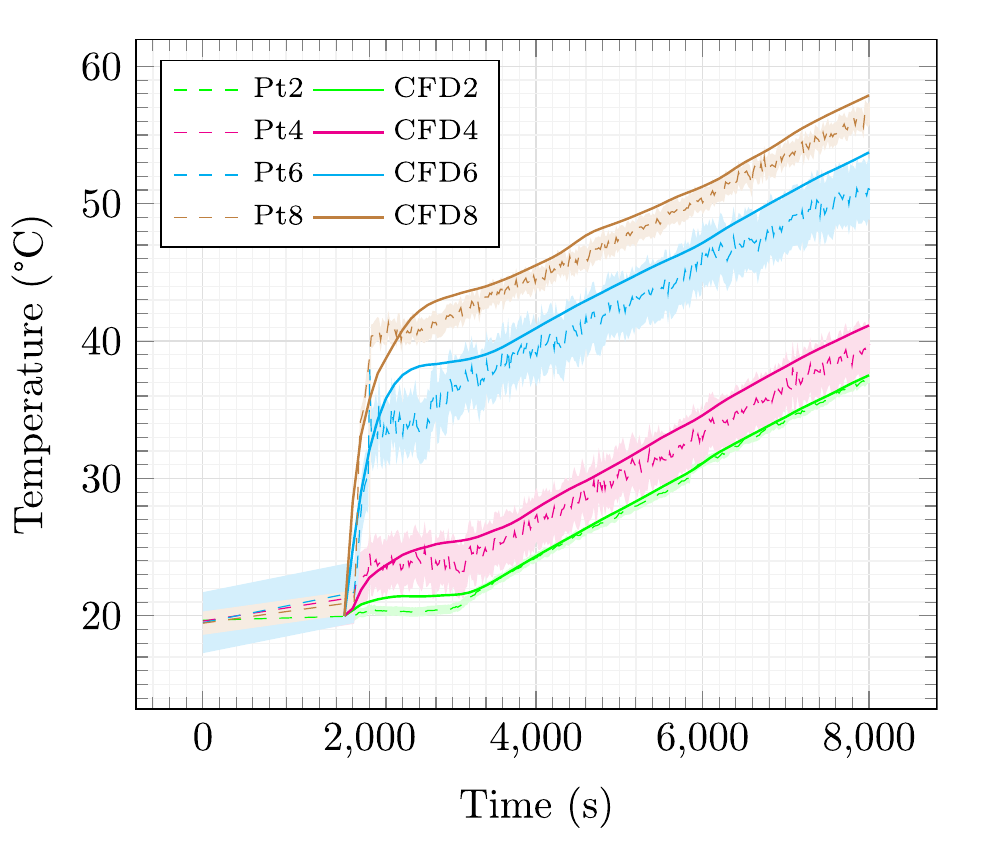 60
50
40
30
20
Temperature (°C)
Pt2 CFD2
Pt4 CFD4
Pt6 CFD6
Pt8 CFD8
0 2,000 4,000 6,000 8,000
Time (s)